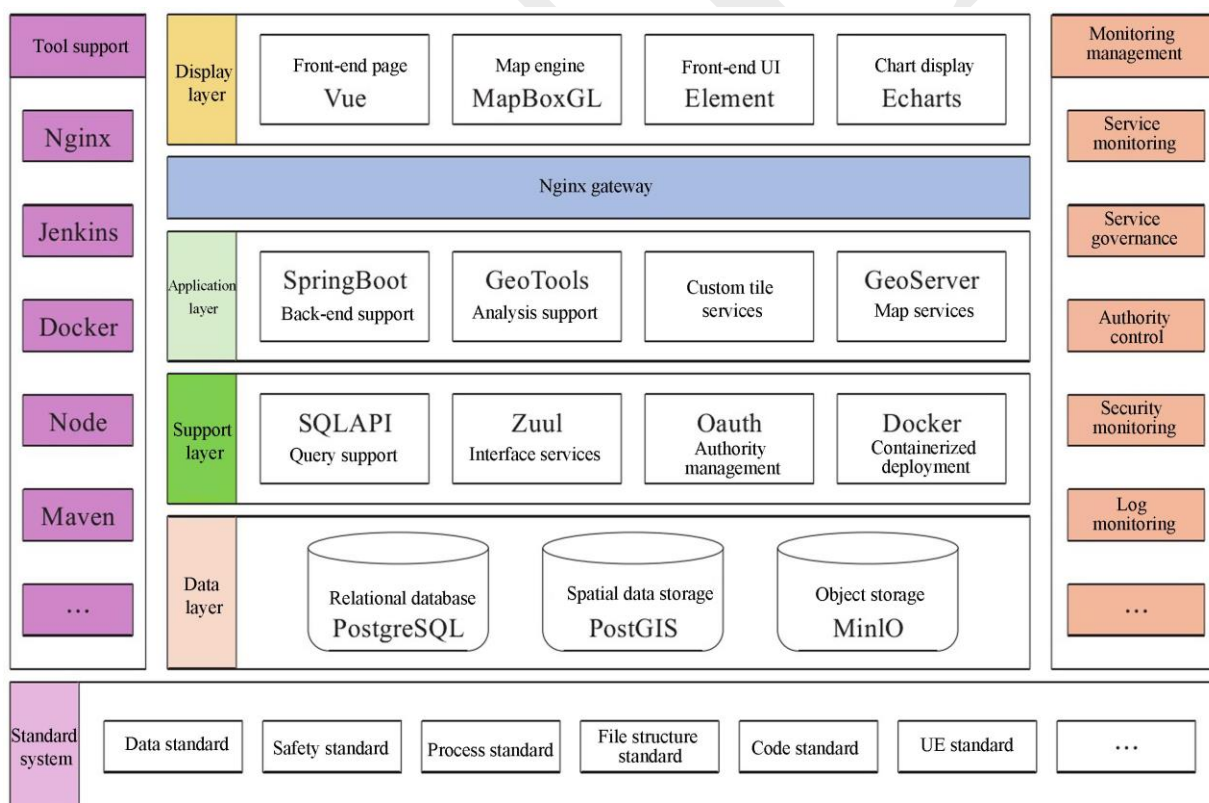 Tool support
Nginx
Jenkins
Docker
Node
Maven
…
Display
layer
Front-end page
Vue
Map engine
MapBoxGL
Front-end UI
Element
Chart display
Echarts
Nginx gateway
Application
layer
SpringBoot
Back-end support
GeoTools
Analysis support
Custom tile
services
GeoServer
Map services
Support
layer
SQLAPI
Query support
Zuul
Interface services
Oauth
Authority
management
Docker
Containerized
deployment
Data
layer
Relational database
PostgreSQL
Spatial data storage
PostGIS
Object storage
MinIO
Monitoring
management
Service
monitoring
Service
governance
Authority
control
Security
monitoring
Log
monitoring
…
Standard
system
Data standard
Safety standard
Process standard
File structure
standard
Code standard
UE standard
…